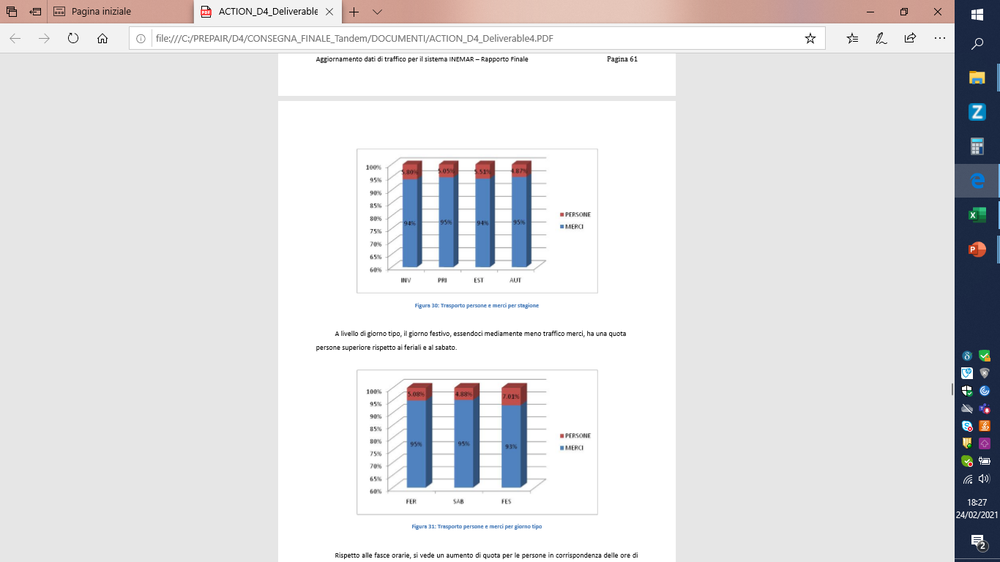 Pagina iniziale
ACTION_D4_Deliverable
file:///C:/PREPAIR/D4/CONSEGNA_FINALE_Tandem/DOCUMENTI/ACTION_D4_Deliverable4.PDF
Aggiornamento dati di traffico per il sistema INEMAR – Rapporto Finale Pagina 61
100%
95%
90%
85%
80%
75%
70%
65%
60%
5.80% 5.05% 5.51% 4.87%
94% 95% 94% 95%
INV PRI EST AUT
PERSONE
MERCI
Figura 30: Trasporto persone e merci per stagione
A livello di giorno tipo, il giorno festivo, essendoci mediamente meno traffico merci, ha una quota
persone superiore rispetto ai feriali e al sabato.
100%
95%
90%
85%
80%
75%
70%
65%
60%
5.08% 4.88% 7.01%
95% 95% 93%
FER SAB FES
PERSONE
MERCI
Figura 31: Trasporto persone e merci per giorno tipo
Rispetto alle fasce orarie, si vede un aumento di quota per le persone in corrispondenza delle ore di
18:27
24/02/2021
2